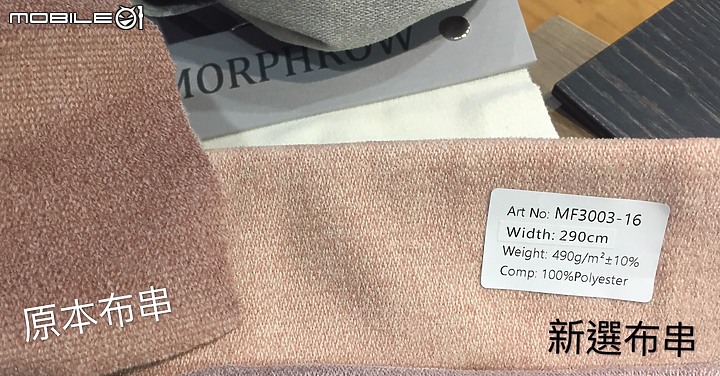 MOBILE01
MORPHROW
Art No: MF3003-16
Width: 290cm
Weight: 490g/m²±10%
Comp: 100%Polyester
原本布串
新選布串